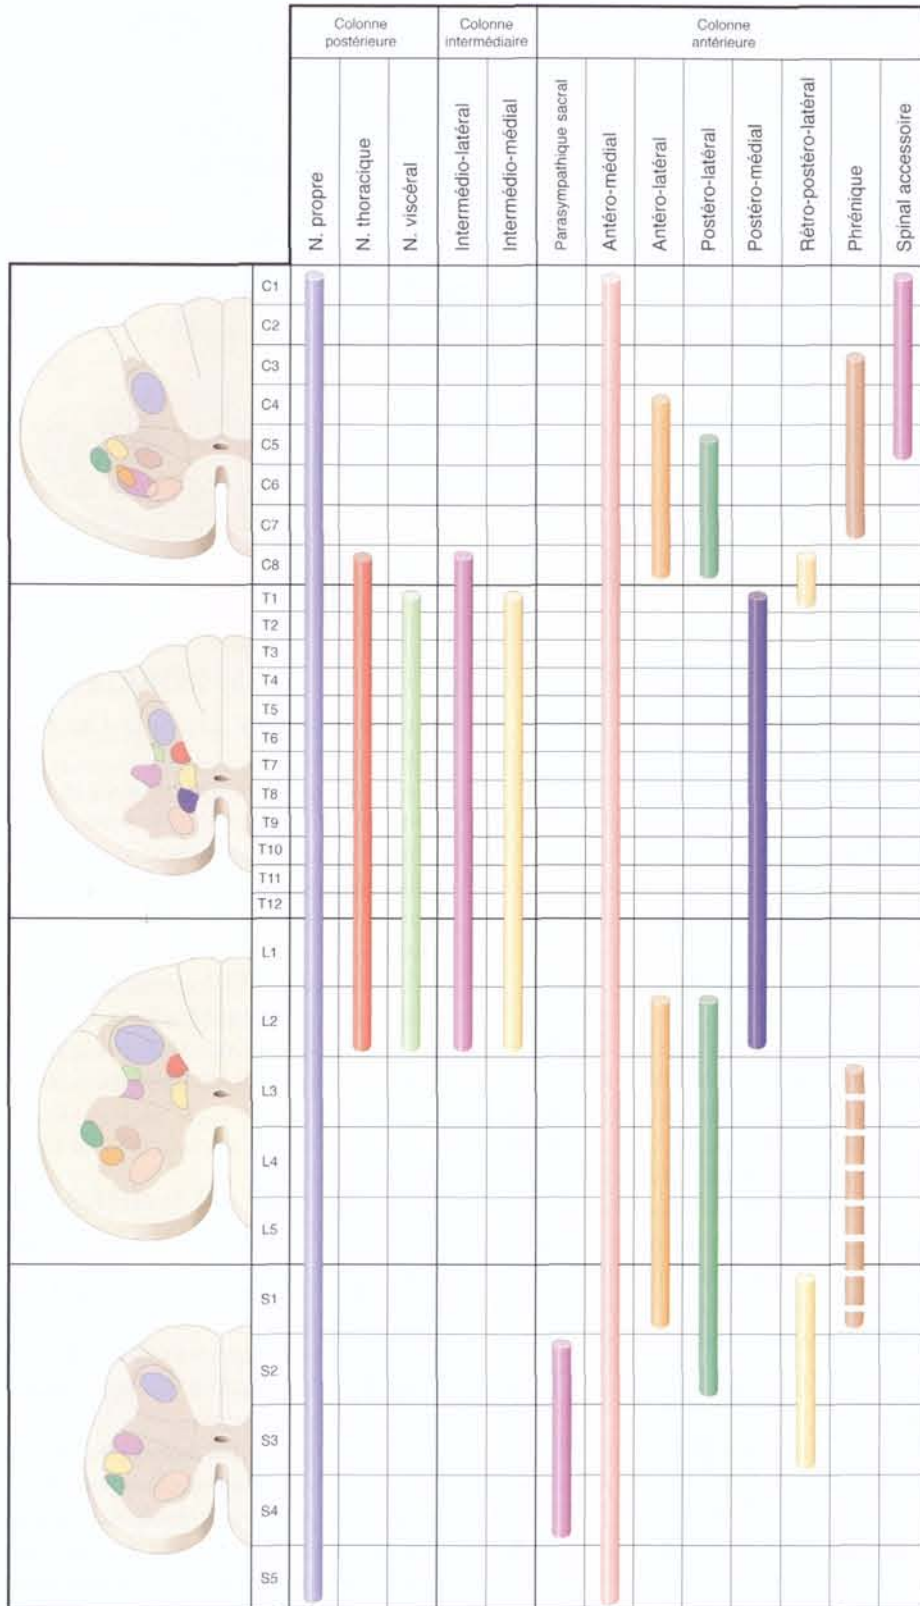 Colonne
postérieure
Colonne
intermédiaire
Colonne
antérieure
N. propre
N. thoracique
N. viscéral
Intermédio-latéral
Intermédio-médial
Parasympathique sacral
Antéro-médial
Antéro-latéral
Postéro-latéral
Postéro-médial
Rétro-postéro-latéral
Phrénique
Spinal accessoire
C1
C2
C3
C4
C5
C6
C7
C8
T1
T2
T3
T4
T5
T6
T7
T8
T9
T10
T11
T12
L1
L2
L3
L4
L5
S1
S2
S3
S4
S5